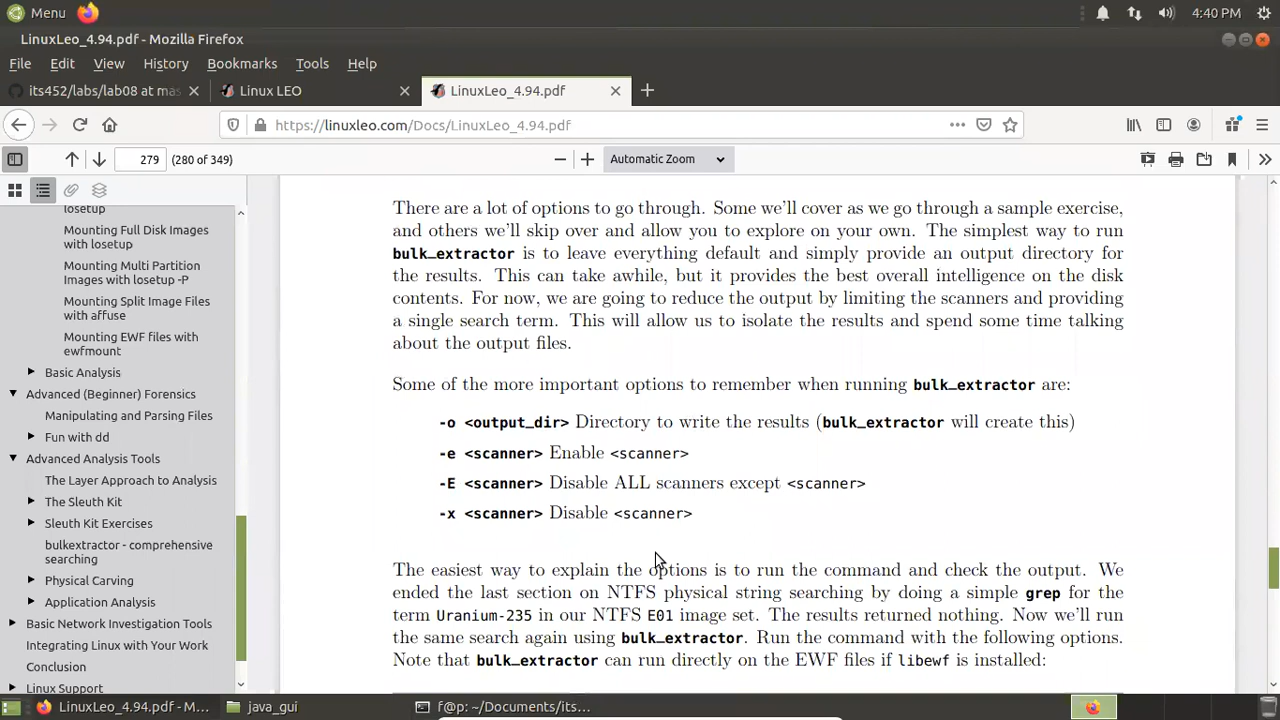 Menu
4:40 PM
LinuxLeo_4.94.pdf - Mozilla Firefox
File Edit View History Bookmarks Tools Help
its452/labs/lab08 at mas
Linux LEO
LinuxLeo_4.94.pdf
https://linuxleo.com/Docs/LinuxLeo_4.94.pdf
279
(280 of 349)
Automatic Zoom
losetup
Mounting Full Disk Images
with losetup
Mounting Multi Partition
Images with losetup -P
Mounting Split Image Files
with affuse
Mounting EWF files with
ewfmount
Basic Analysis
Advanced (Beginner) Forensics
Manipulating and Parsing Files
Fun with dd
Advanced Analysis Tools
The Layer Approach to Analysis
The Sleuth Kit
Sleuth Kit Exercises
bulkextractor - comprehensive
searching
Physical Carving
Application Analysis
Basic Network Investigation Tools
Integrating Linux with Your Work
Conclusion
Linux Support
There are a lot of options to go through. Some we'll cover as we go through a sample exercise,
and others we'll skip over and allow you to explore on your own. The simplest way to run
bulk_extractor is to leave everything default and simply provide an output directory for
the results. This can take awhile, but it provides the best overall intelligence on the disk
contents. For now, we are going to reduce the output by limiting the scanners and providing
a single search term. This will allow us to isolate the results and spend some time talking
about the output files.
Some of the more important options to remember when running bulk_extractor are:
-o <output_dir> Directory to write the results (bulk_extractor will create this)
-e <scanner> Enable <scanner>
-E <scanner> Disable ALL scanners except <scanner>
-x <scanner> Disable <scanner>
The easiest way to explain the options is to run the command and check the output. We
ended the last section on NTFS physical string searching by doing a simple grep for the
term Uranium-235 in our NTFS E01 image set. The results returned nothing. Now we'll run
the same search again using bulk_extractor. Run the command with the following options.
Note that bulk_extractor can run directly on the EWF files if libewf is installed:
LinuxLeo_4.94.pdf - M...
java_gui
f@p: ~/Documents/its...